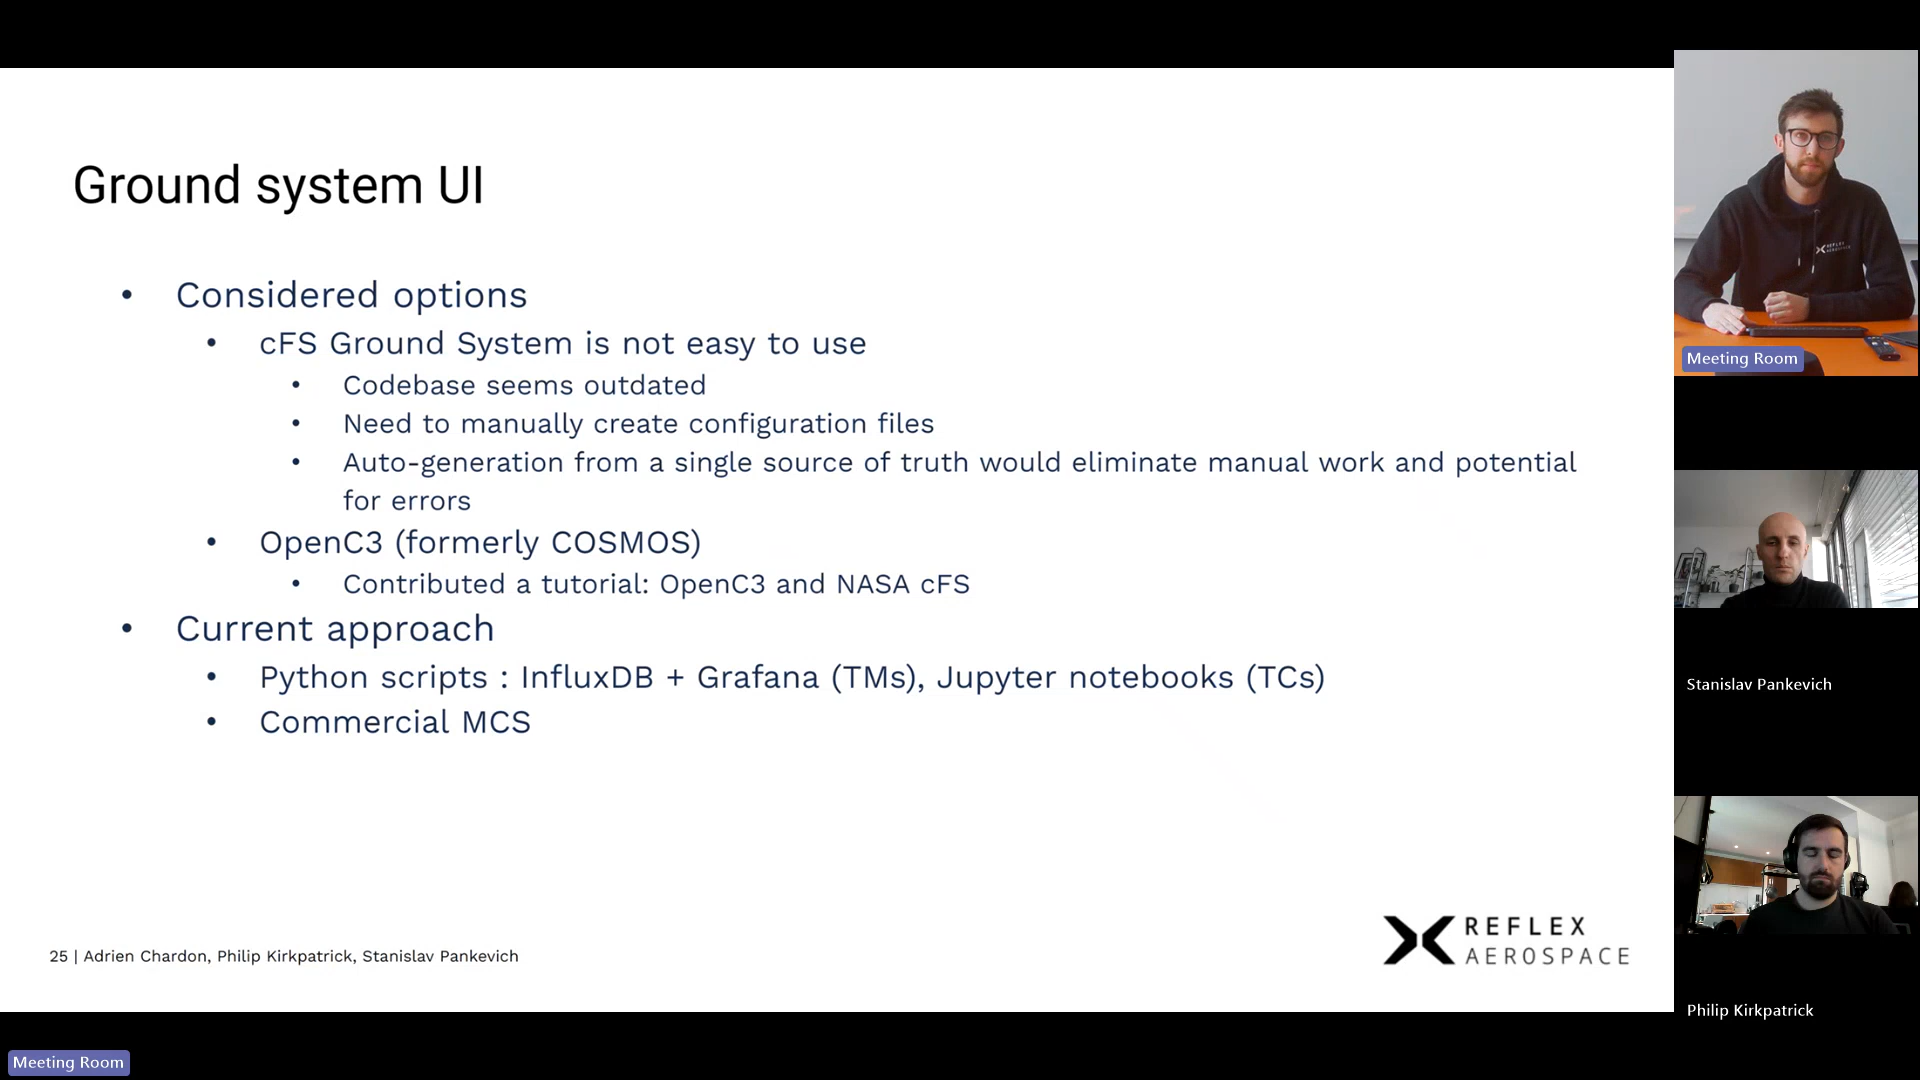 Ground system UI
• Considered options
• cFS Ground System is not easy to use
• Codebase seems outdated
• Need to manually create configuration files
• Auto-generation from a single source of truth would eliminate manual work and potential
for errors
• OpenC3 (formerly COSMOS)
• Contributed a tutorial: OpenC3 and NASA cFS
• Current approach
• Python scripts : InfluxDB + Grafana (TMs), Jupyter notebooks (TCs)
• Commercial MCS
25 | Adrien Chardon, Philip Kirkpatrick, Stanislav Pankevich
REFLEX
AEROSPACE
Meeting Room
REFLEX
AEROSPACE
Meeting Room
Stanislav Pankevich
Philip Kirkpatrick